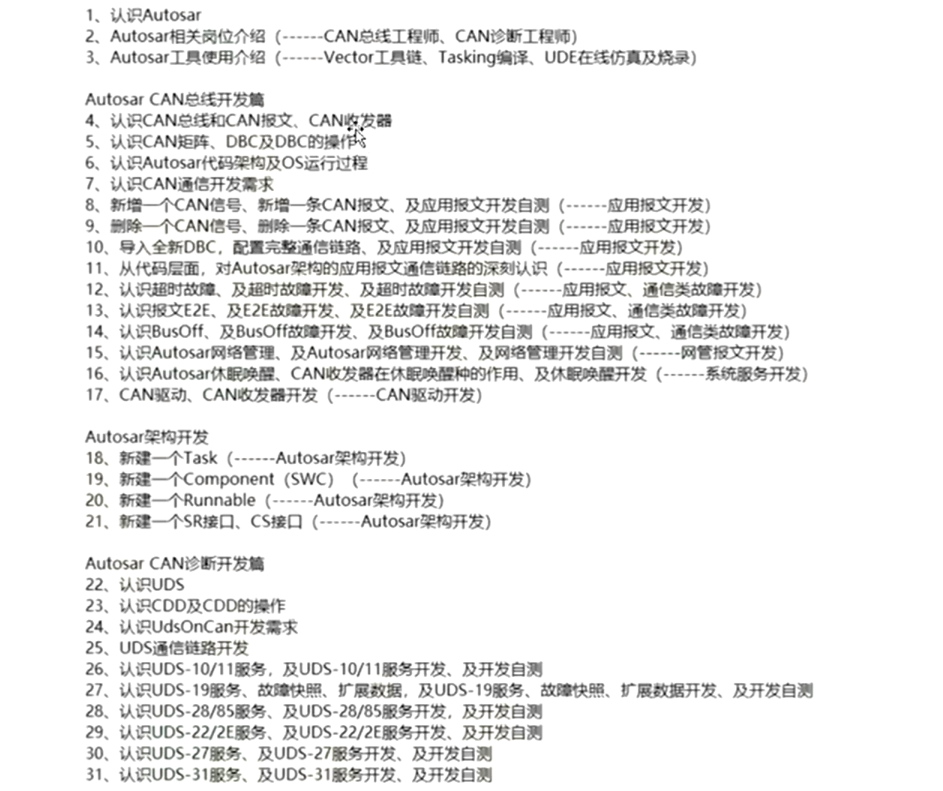 1、认识Autosar
2、Autosar相关岗位介绍（------CAN总线工程师、CAN诊断工程师）
3、Autosar工具使用介绍（------Vector工具链、Tasking编译、UDE在线仿真及烧录）
Autosar CAN总线开发篇
4、认识CAN总线和CAN报文、CAN收发器
5、认识CAN矩阵、DBC及DBC的操作
6、认识Autosar代码架构及OS运行过程
7、认识CAN通信开发需求
8、新增一个CAN信号、新增一条CAN报文、及应用报文开发自测（------应用报文开发）
9、删除一个CAN信号、删除一条CAN报文、及应用报文开发自测（------应用报文开发）
10、导入全新DBC，配置完整通信链路、及应用报文开发自测（------应用报文开发）
11、从代码层面，对Autosar架构的应用报文通信链路的深刻认识（------应用报文开发）
12、认识超时故障、及超时故障开发、及超时故障开发自测（------应用报文、通信类故障开发）
13、认识报文E2E、及E2E故障开发、及E2E故障开发自测（------应用报文、通信类故障开发）
14、认识BusOff、及BusOff故障开发、及BusOff故障开发自测（------应用报文、通信类故障开发）
15、认识Autosar网络管理、及Autosar网络管理开发、及网络管理开发自测（------网管报文开发）
16、认识Autosar休眠唤醒、CAN收发器在休眠唤醒种的作用、及休眠唤醒开发（------系统服务开发）
17、CAN驱动、CAN收发器开发（------CAN驱动开发）
Autosar架构开发
18、新建一个Task（------Autosar架构开发）
19、新建一个Component（SWC）（------Autosar架构开发）
20、新建一个Runnable（------Autosar架构开发）
21、新建一个SR接口、CS接口（------Autosar架构开发）
Autosar CAN诊断开发篇
22、认识UDS
23、认识CDD及CDD的操作
24、认识UdsOnCan开发需求
25、UDS通信链路开发
26、认识UDS-10/11服务，及UDS-10/11服务开发、及开发自测
27、认识UDS-19服务、故障快照、扩展数据，及UDS-19服务、故障快照、扩展数据开发、及开发自测
28、认识UDS-28/85服务、及UDS-28/85服务开发，及开发自测
29、认识UDS-22/2E服务、及UDS-22/2E服务开发、及开发自测
30、认识UDS-27服务、及UDS-27服务开发、及开发自测
31、认识UDS-31服务、及UDS-31服务开发、及开发自测